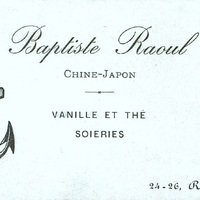 Baptiste Raoul
CHINE-JAPON
VANILLE ET THÉ
SOIERIES
24-26, R